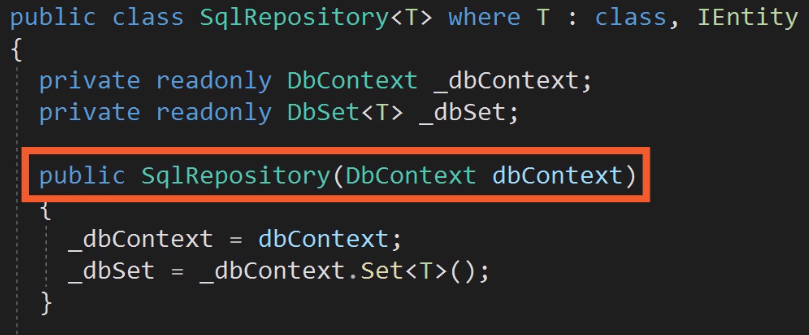 public class SqlRepository<T> where T : class, IEntity
{
private readonly DbContext _dbContext;
private readonly DbSet<T> _dbSet;
public SqlRepository(DbContext dbContext)
{
_dbContext = dbContext;
_dbSet = _dbContext.Set<T>();
}